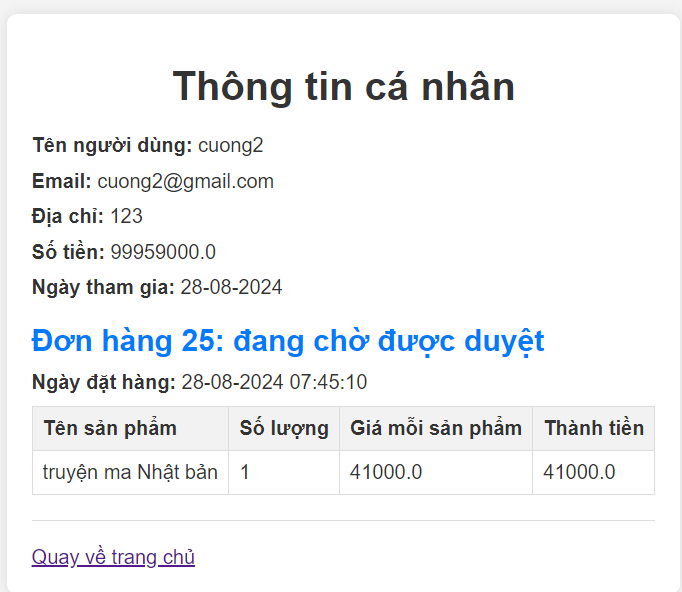 Thông tin cá nhân
Tên người dùng: cuong2
Email: cuong2@gmail.com
Địa chỉ: 123
Số tiền: 99959000.0
Ngày tham gia: 28-08-2024
Đơn hàng 25: đang chờ được duyệt
Ngày đặt hàng: 28-08-2024 07:45:10
Tên sản phẩm Số lượng Giá mỗi sản phẩm Thành tiền
truyện ma Nhật bản 1 41000.0 41000.0
Quay về trang chủ